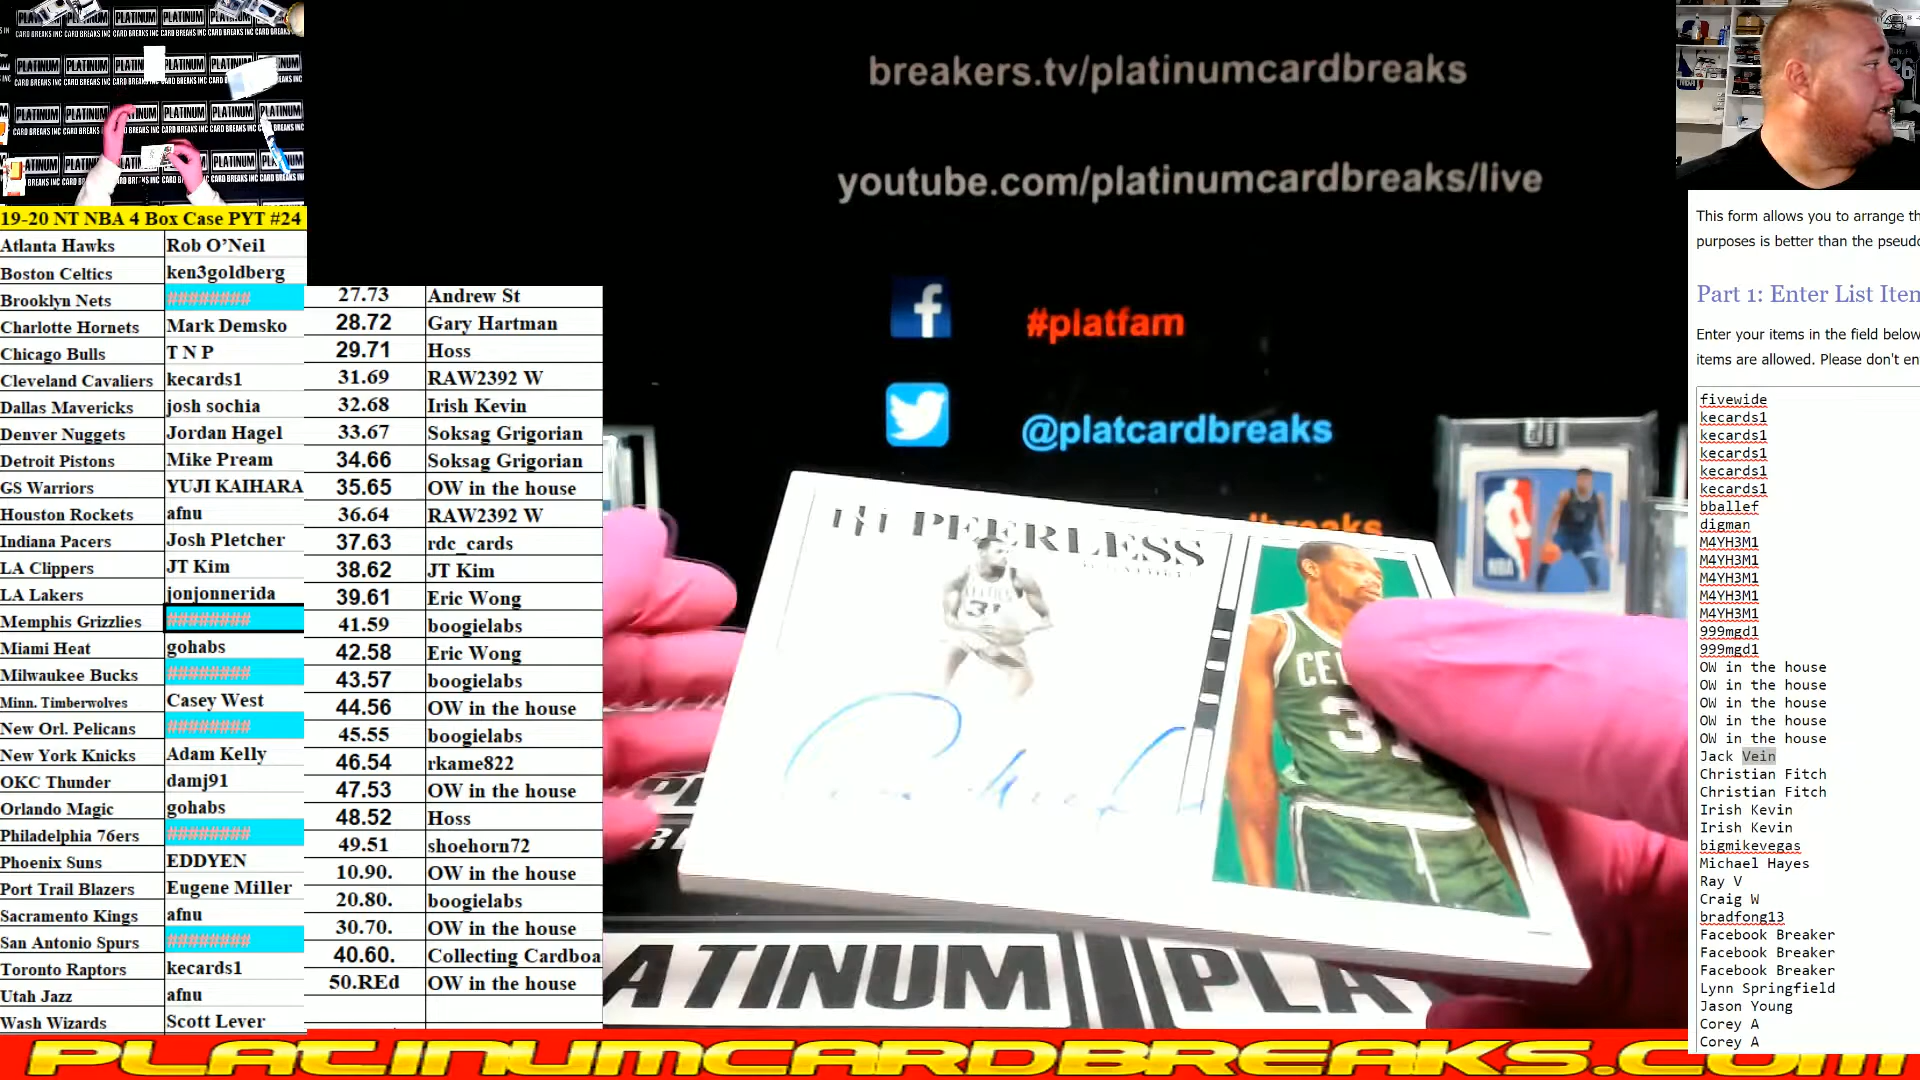 breakers.tv/platinumcardbreaks
youtube.com/platinumcardbreaks/live
#platfam
@platcardbreaks
19-20 NT NBA 4 Box Case PYT #24
Atlanta Hawks Rob O'Neil
Boston Celtics ken3goldberg
Brooklyn Nets ########
Charlotte Hornets Mark Demsko
Chicago Bulls T N P
Cleveland Cavaliers kecards1
Dallas Mavericks josh sochia
Denver Nuggets Jordan Hagel
Detroit Pistons Mike Pream
GS Warriors YUJI KAIHARA
Houston Rockets afnu
Indiana Pacers Josh Pletcher
LA Clippers JT Kim
LA Lakers jonjonnerida
Memphis Grizzlies ########
Miami Heat gohabs
Milwaukee Bucks ########
Minn. Timberwolves Casey West
New Orl. Pelicans ########
New York Knicks Adam Kelly
OKC Thunder damj91
Orlando Magic gohabs
Philadelphia 76ers ########
Phoenix Suns EDDYEN
Port Trail Blazers Eugene Miller
Sacramento Kings afnu
San Antonio Spurs ########
Toronto Raptors kecards1
Utah Jazz afnu
Wash Wizards Scott Lever
27.73 Andrew St
28.72 Gary Hartman
29.71 Hoss
31.69 RAW2392 W
32.68 Irish Kevin
33.67 Soksag Grigorian
34.66 Soksag Grigorian
35.65 OW in the house
36.64 RAW2392 W
37.63 rdc_cards
38.62 JT Kim
39.61 Eric Wong
41.59 boogielabs
42.58 Eric Wong
43.57 boogielabs
44.56 OW in the house
45.55 boogielabs
46.54 rkame822
47.53 OW in the house
48.52 Hoss
49.51 shoehorn72
10.90. OW in the house
20.80. boogielabs
30.70. OW in the house
40.60. Collecting Cardboa
50.REd OW in the house
PEERLESS
This form allows you to arrange th
purposes is better than the pseudo
Part 1: Enter List Iten
Enter your items in the field below
items are allowed. Please don't en
fivewide
kecards1
kecards1
kecards1
kecards1
kecards1
bballef
digman
M4YH3M1
M4YH3M1
M4YH3M1
M4YH3M1
M4YH3M1
999mgd1
999mgd1
OW in the house
OW in the house
OW in the house
OW in the house
OW in the house
Jack Vein
Christian Fitch
Christian Fitch
Irish Kevin
Irish Kevin
bigmikevegas
Michael Hayes
Ray V
Craig W
bradfong13
Facebook Breaker
Facebook Breaker
Facebook Breaker
Lynn Springfield
Jason Young
Corey A
Corey A
PLATINUMCARDBREAKS.COM